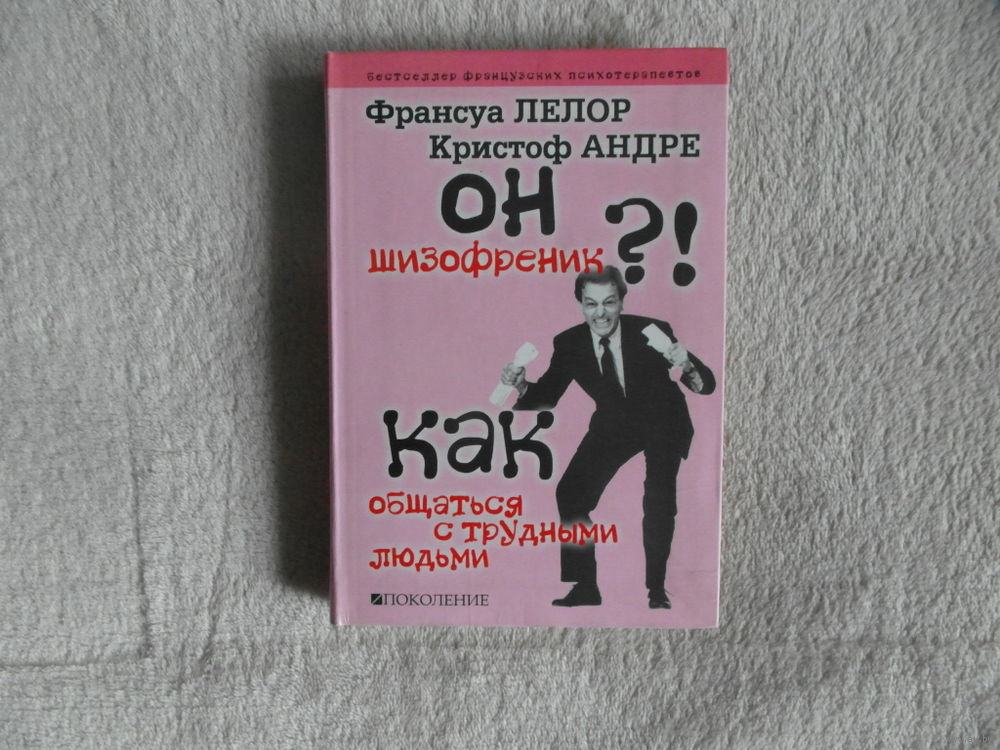 бестселлер французских психотерапевтов
Франсуа ЛЕЛОР
Кристоф АНДРЕ
ОН
шизофреник ?!
как
общаться
с трудными
людьми
ПОКОЛЕНИЕ